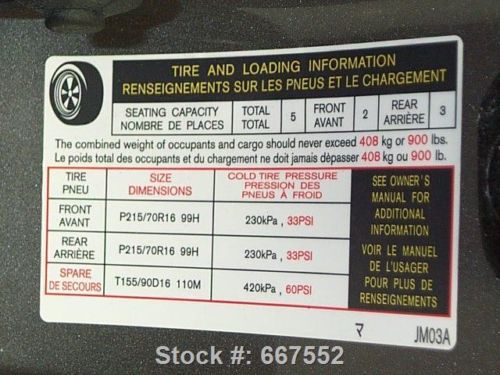 TIRE AND LOADING INFORMATION
RENSEIGNEMENTS SUR LES PNEUS ET LE CHARGEMENT
SEATING CAPACITY TOTAL 5 FRONT 2 REAR 3
NOMBRE DE PLACES TOTAL AVANT ARRIÈRE
The combined weight of occupants and cargo should never exceed 408 kg or 900 lbs.
Le poids total des occupants et du chargement ne doit jamais dépasser 408 kg ou 900 lb.
TIRE SIZE COLD TIRE PRESSURE
PNEU DIMENSIONS PRESSION DES
PNEUS À FROID
FRONT
AVANT P215/70R16 99H 230kPa , 33PSI
REAR
ARRIÈRE P215/70R16 99H 230kPa , 33PSI
SPARE
DE SECOURS T155/90D16 110M 420kPa , 60PSI
SEE OWNER'S
MANUAL FOR
ADDITIONAL
INFORMATION
VOIR LE MANUEL
DE L'USAGER
POUR PLUS DE
RENSEIGNEMENTS
マ JM03A
Stock #: 667552